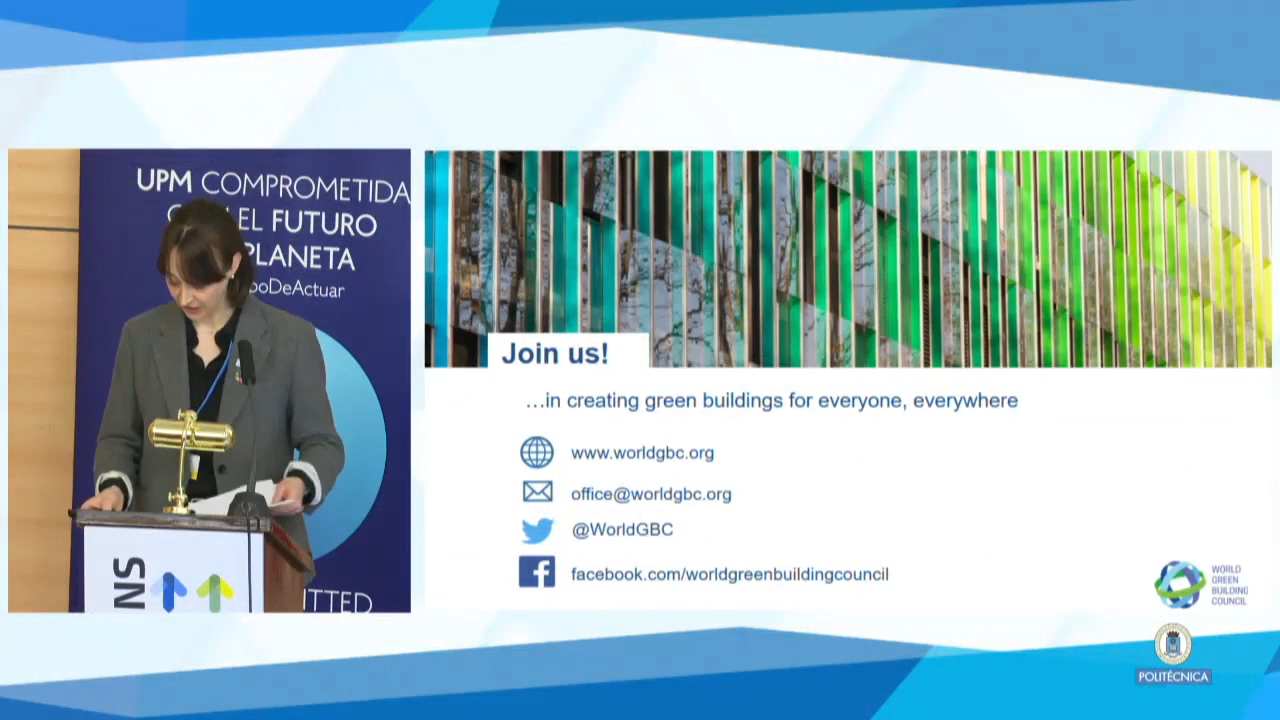 UPM COMPROMETIDA
EL FUTURO
PLANETA
DeActuar
NS
ITTED
Join us!
…in creating green buildings for everyone, everywhere
www.worldgbc.org
office@worldgbc.org
@WorldGBC
facebook.com/worldgreenbuildingcouncil
WORLD
GREEN
BUILDING
COUNCIL
POLITÉCNICA